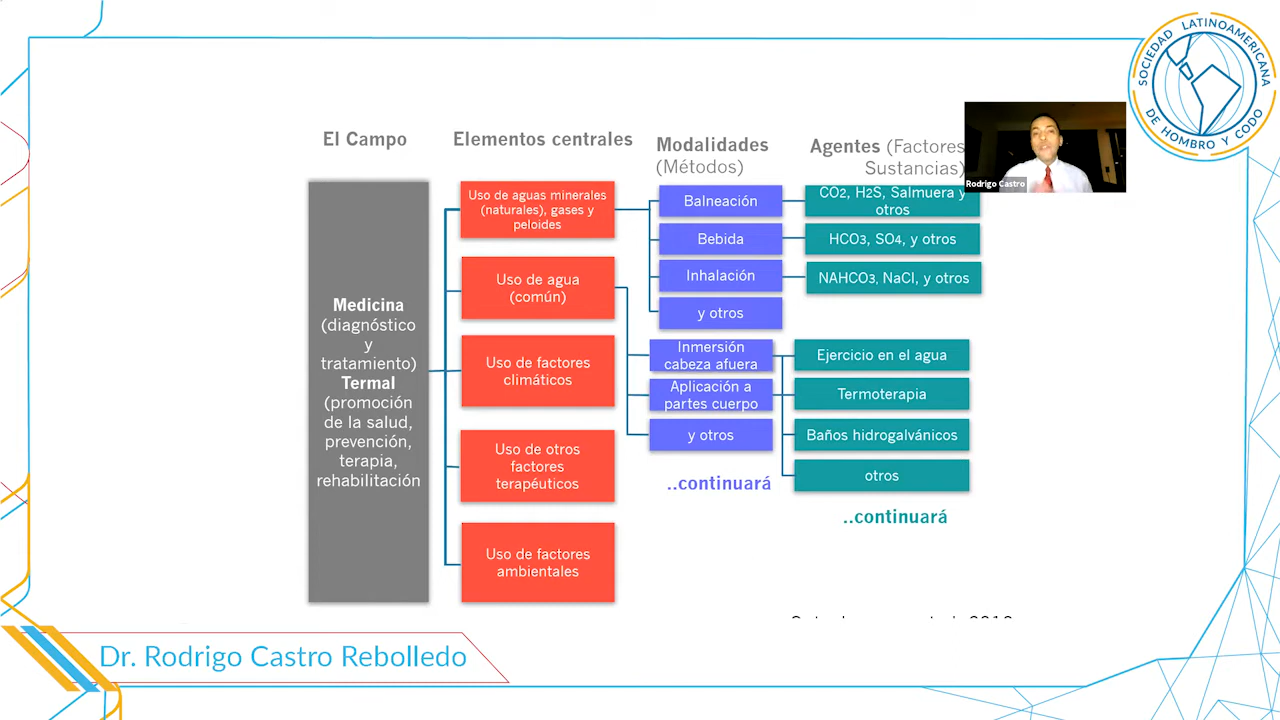 SOCIEDAD LATINOAMERICANA
DE HOMBRO Y CODO
El Campo
Elementos centrales
Modalidades
(Métodos)
Agentes (Factores
Sustancias)
Rodrigo Castro
Medicina
(diagnóstico
y
tratamiento)
Termal
(promoción
de la salud,
prevención,
terapia,
rehabilitación
Uso de aguas minerales
(naturales), gases y
peloides
Uso de agua
(común)
Uso de factores
climáticos
Uso de otros
factores
terapéuticos
Uso de factores
ambientales
Balneación
Bebida
Inhalación
y otros
Inmersión
cabeza afuera
Aplicación a
partes cuerpo
y otros
..continuará
CO2, H2S, Salmuera y
otros
HCO3, SO4, y otros
NAHCO3, NaCl, y otros
Ejercicio en el agua
Termoterapia
Baños hidrogalvánicos
otros
..continuará
Dr. Rodrigo Castro Rebolledo